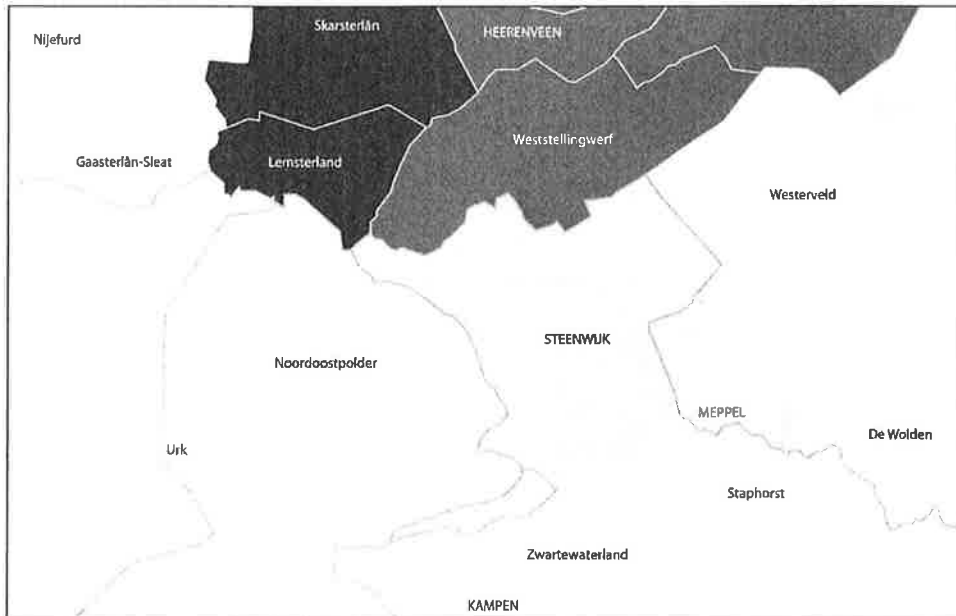 Skarsterlân
HEERENVEEN
Nijefurd
Weststellingwerf
Gaasterlân-Sleat
Lemsterland
Westerveld
STEENWIJK
Noordoostpolder
MEPPEL
De Wolden
Urk
Staphorst
Zwartewaterland
KAMPEN